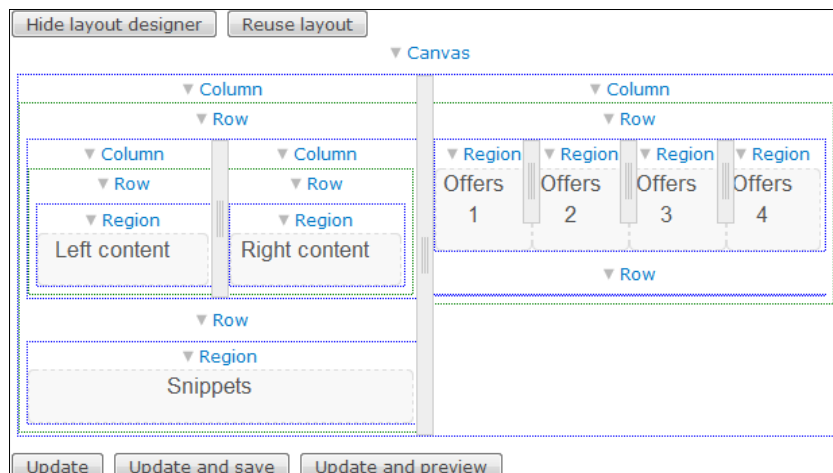 Hide layout designer Reuse layout
Canvas
Column Column
Row Row
Column Column Region Region Region Region
Row Row Offers Offers Offers Offers
Region Region 1 2 3 4
Left content Right content
Row
Row
Region
Snippets
Update Update and save Update and preview